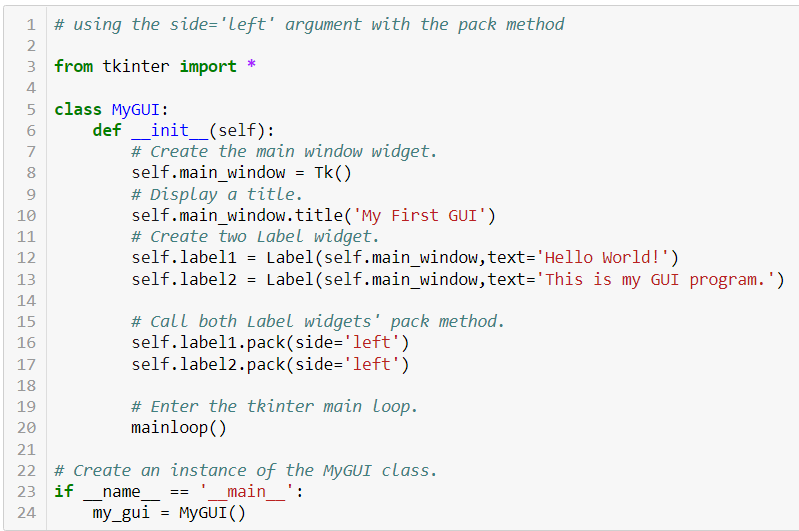 1 # using the side='left' argument with the pack method
2
3 from tkinter import *
4
5 class MyGUI:
6     def __init__(self):
7         # Create the main window widget.
8         self.main_window = Tk()
9         # Display a title.
10         self.main_window.title('My First GUI')
11         # Create two Label widget.
12         self.label1 = Label(self.main_window,text='Hello World!')
13         self.label2 = Label(self.main_window,text='This is my GUI program.')
14
15         # Call both Label widgets' pack method.
16         self.label1.pack(side='left')
17         self.label2.pack(side='left')
18
19         # Enter the tkinter main loop.
20         mainloop()
21
22 # Create an instance of the MyGUI class.
23 if __name__ == '__main__':
24     my_gui = MyGUI()